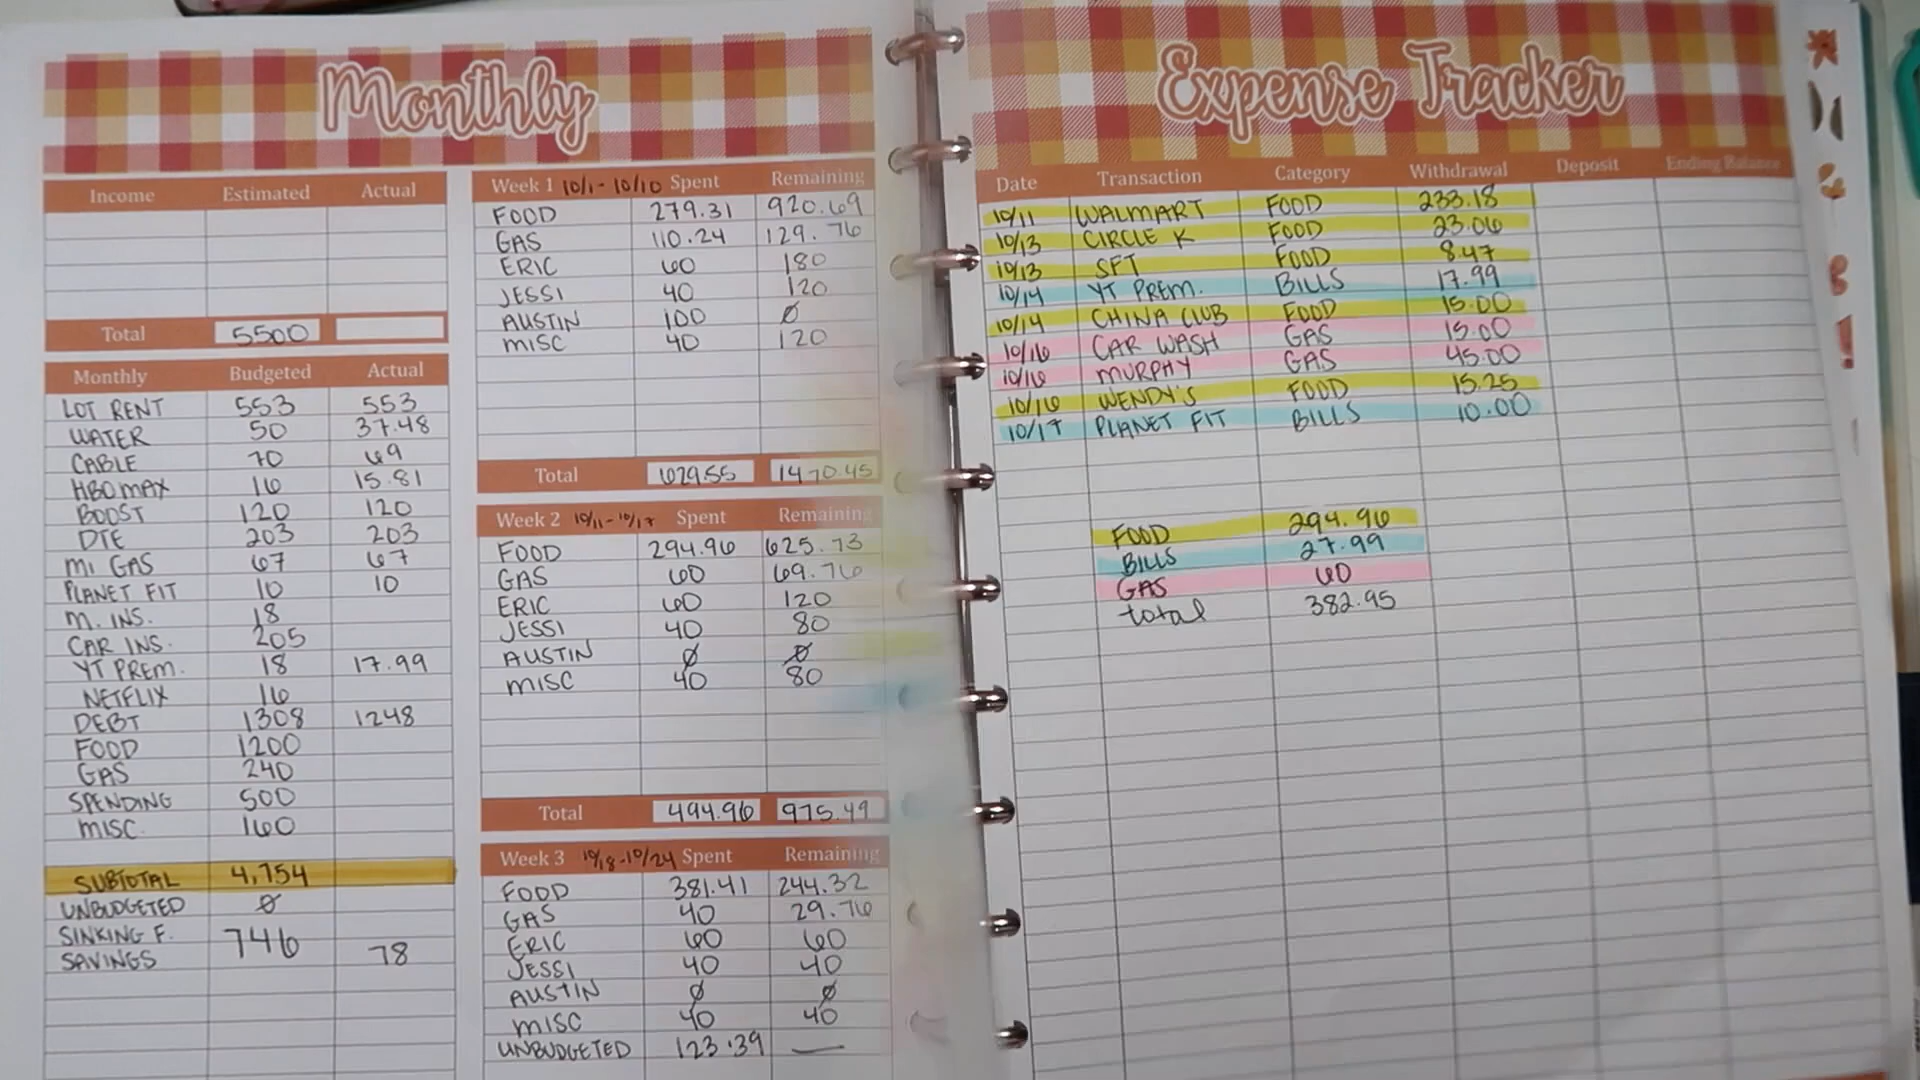 Monthly
Income Estimated Actual
Total 5500
Monthly Budgeted Actual
LOT RENT 553 553
WATER 50 37.48
CABLE 70 69
HBOMAX 16 15.81
BOOST 120 120
DTE 203 203
MI GAS 67 67
PLANET FIT 10 10
M. INS. 18
CAR INS. 205
YT PREM. 18 17.99
NETFLIX 16
DEBT 1308 1248
FOOD 1200
GAS 240
SPENDING 500
MISC. 160
SUBTOTAL 4,754
UNBUDGETED Ø
SINKING F. 746
SAVINGS 78
Week 1 10/1-10/10 Spent Remaining
FOOD 279.31 920.69
GAS 110.24 129.76
ERIC 60 180
JESSI 40 120
AUSTIN 100 Ø
MISC 40 120
Total 629.55 1470.45
Week 2 10/11-10/17 Spent Remaining
FOOD 294.96 625.73
GAS 60 69.76
ERIC 60 120
JESSI 40 80
AUSTIN Ø Ø
MISC 40 80
Total 494.96 975.49
Week 3 10/18-10/24 Spent Remaining
FOOD 381.41 244.32
GAS 40 29.76
ERIC 60 60
JESSI 40 40
AUSTIN Ø Ø
MISC 40 40
UNBUDGETED 123.39 —
Expense Tracker
Date Transaction Category Withdrawal Deposit Ending Balance
10/11 WALMART FOOD 233.18
10/13 CIRCLE K FOOD 23.06
10/13 SFT FOOD 8.47
10/14 YT PREM. BILLS 17.99
10/14 CHINA CLUB FOOD 15.00
10/16 CAR WASH GAS 15.00
10/16 MURPHY GAS 45.00
10/16 WENDY'S FOOD 15.25
10/17 PLANET FIT BILLS 10.00
FOOD 294.96
BILLS 27.99
GAS 60
total 382.95